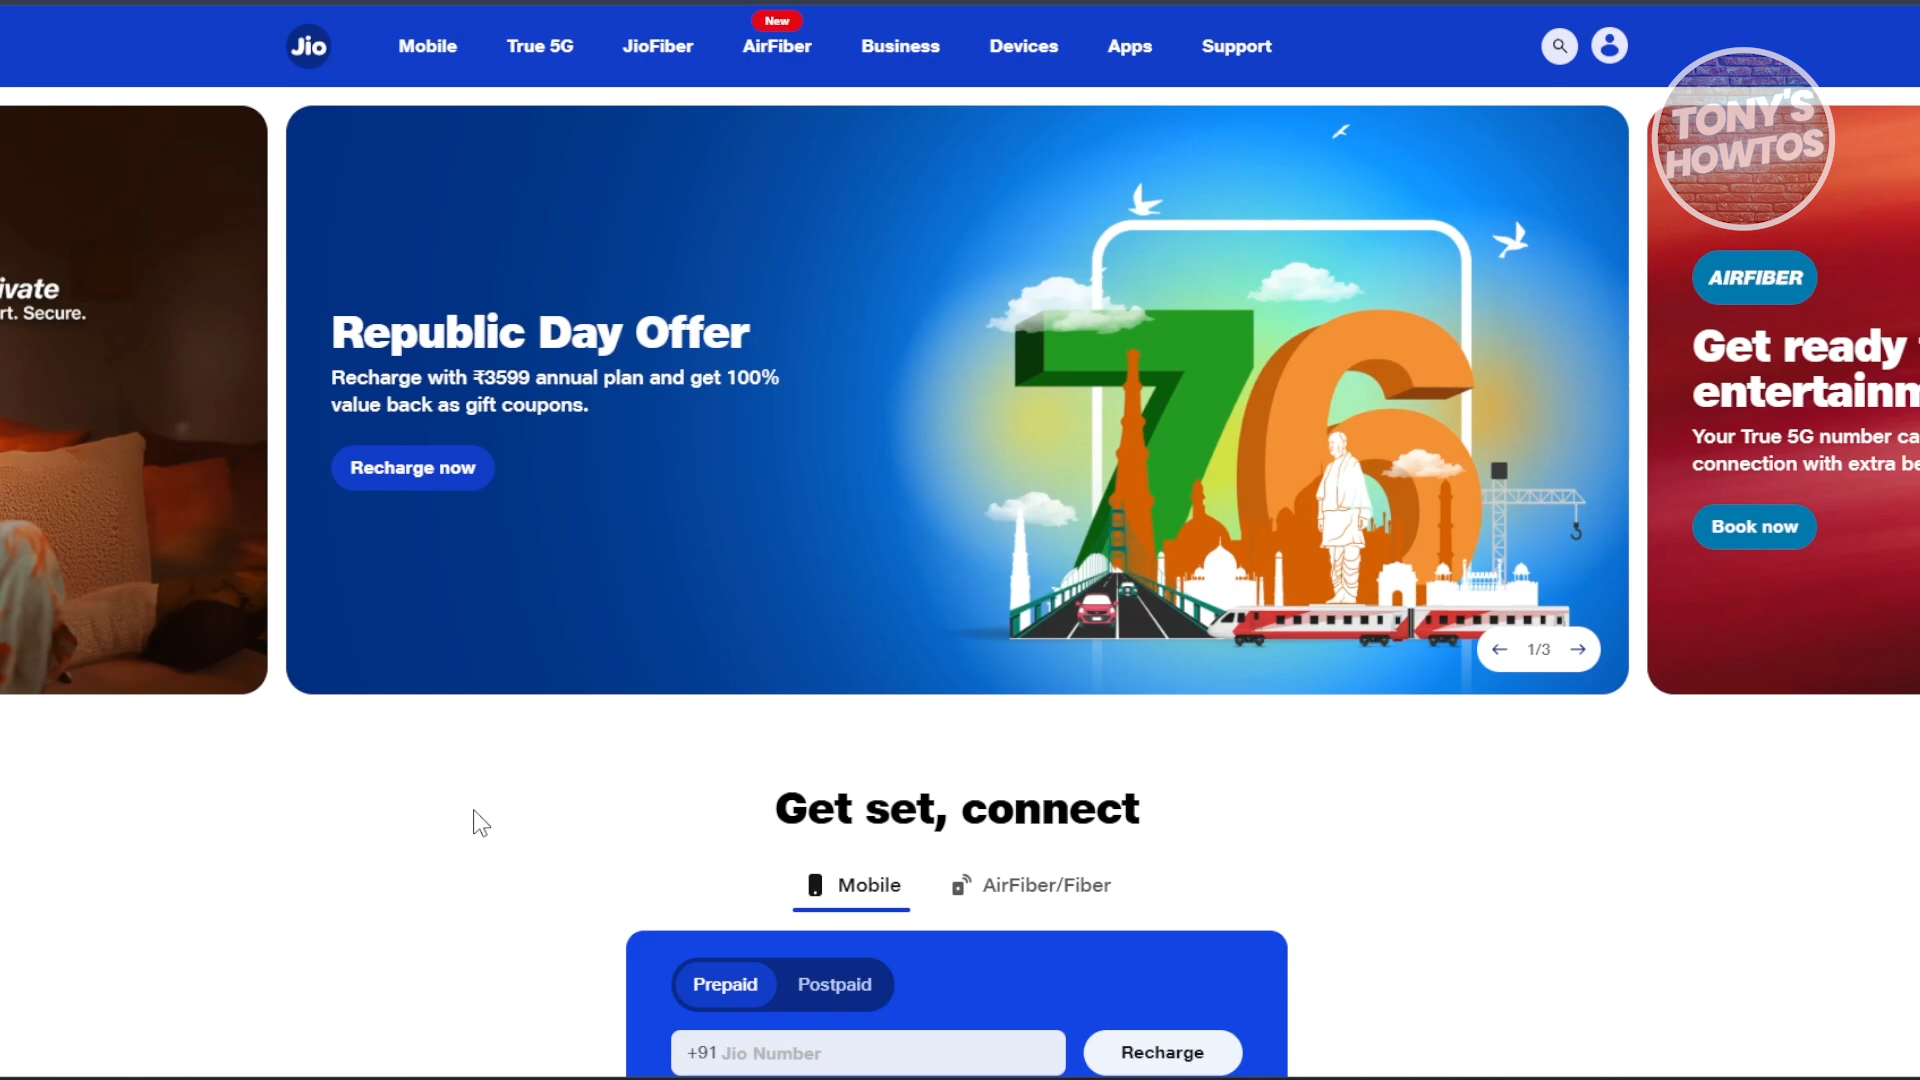 Jio
Mobile
True 5G
JioFiber
New
AirFiber
Business
Devices
Apps
Support
TONY'S
HOWTOS
ivate
rt. Secure.
Republic Day Offer
Recharge with ₹3599 annual plan and get 100%
value back as gift coupons.
Recharge now
76
1/3
AIRFIBER
Get ready
entertainm
Your True 5G number ca
connection with extra be
Book now
Get set, connect
Mobile
AirFiber/Fiber
Prepaid
Postpaid
+91 Jio Number
Recharge